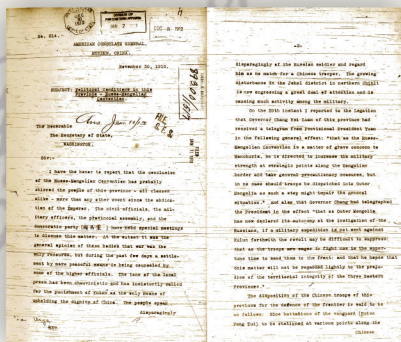 No. 214.
AMERICAN CONSULATE GENERAL
MUKDEN, CHINA.
November 30, 1912.
SUBJECT: Political Conditions in this
Province - Russo-Mongolian
Convention
The Honorable
The Secretary of State,
WASHINGTON.
Sir:-
I have the honor to report that the conclusion
of the Russo-Mongolian Convention has probably
stirred the people of this province - all classes
alike - more than any other event since the abdica-
tion of the Emperor. The civil officials, the mil-
itary officers, the provincial assembly, and the
Democratic party have held special meetings
to discuss this matter. At the outset it was the
general opinion of these bodies that war was the
only recourse, but during the past few days a settle-
ment by more peaceful means is being counseled by
some of the higher officials. The tone of the local
press has been chauvinistic and has insistently called
for the punishment of Urga as the only means of
upholding the dignity of China. The people speak
disparagingly
-2-
disparagingly of the Russian soldier and regard
him as no match for a Chinese trooper. The growing
disturbance in the Jehol district in northern Chihli
is now engrossing a great deal of attention and is
causing much activity among the military.
On the 20th instant I reported to the Legation
that Governor Chang Hsi Luan of this province had
received a telegram from Provisional President Yuan
to the following general effect: "that as the Russo-
Mongolian Convention is a matter of grave concern to
Manchuria, he is directed to increase his military
strength at strategic points along the Mongolian
border and take general precautionary measures, but
in no case should troops be dispatched into Outer
Mongolia as such a step might impair the general
situation." and also that Governor Chang had telegraphed
the President to the effect "that as Outer Mongolia
has now declared its autonomy at the instigation of the
Russians, if a military expedition is not sent against
Kulun forthwith the revolt may be difficult to suppress:
that as the troops are eager to fight now is the oppor-
tune time to send them to the front: and that he hopes that
this matter will not be regarded lightly to the preju-
dice of the territorial integrity of the Three Eastern
Provinces."
The disposition of the Chinese troops of this
province for the defense of the frontier is said to be
as follows. Nine battalions of the vanguard
to be stationed at various points along the
Chinese